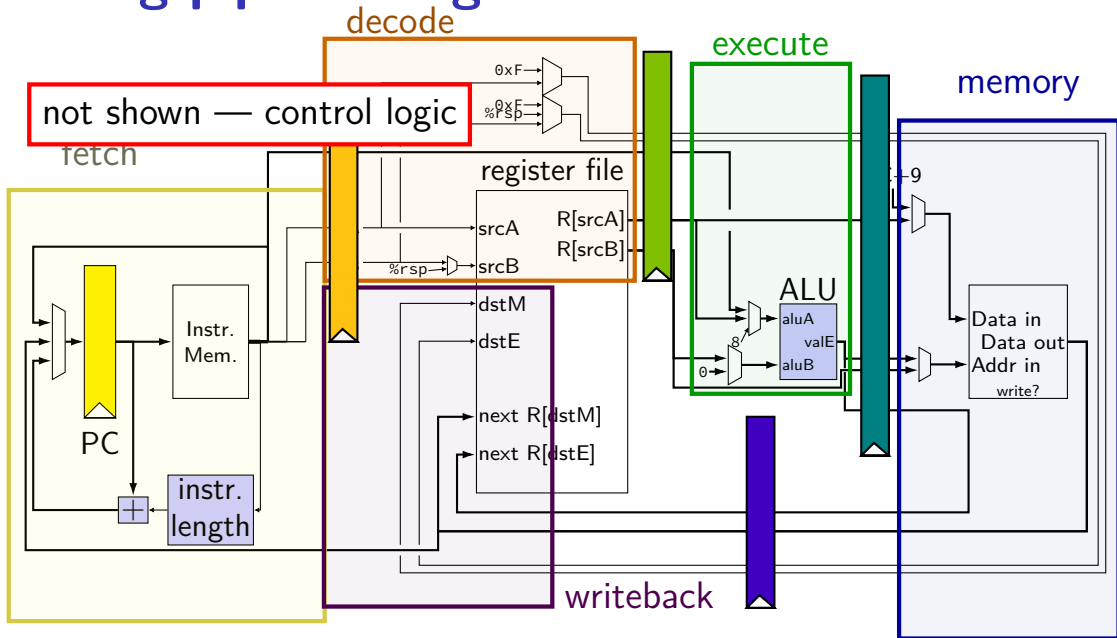 decode
execute
memory
0xF
not shown — control logic
0xF
%rsp
fetch
register file
+9
R[srcA]
srcA
R[srcB]
%rsp
srcB
dstM
ALU
Instr.
Mem.
aluA
Data in
dstE
valE
Data out
8
aluB
Addr in
0
write?
next R[dstM]
PC
next R[dstE]
+
instr.
length
writeback